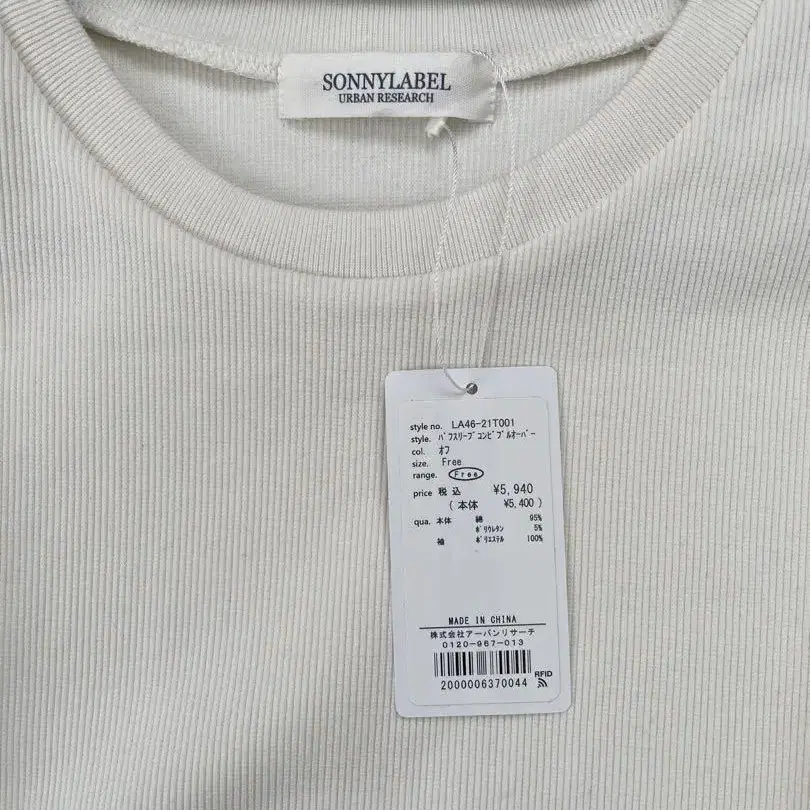 SONNYLABEL
URBAN RESEARCH
style no. LA46-21T001
style. ﾊﾟﾌｽﾘｰﾌﾞｺﾝﾋﾞﾌﾟﾙｵｰﾊﾞｰ
col. ｵﾌ
size. Free
range. Free
price 税込 ¥5,940
( 本体 ¥5,400 )
qua. 本体 綿 95%
ﾎﾟﾘｳﾚﾀﾝ 5%
袖 ﾎﾟﾘｴｽﾃﾙ 100%
MADE IN CHINA
株式会社アーバンリサーチ
0120-967-013
RFID
2000006370044